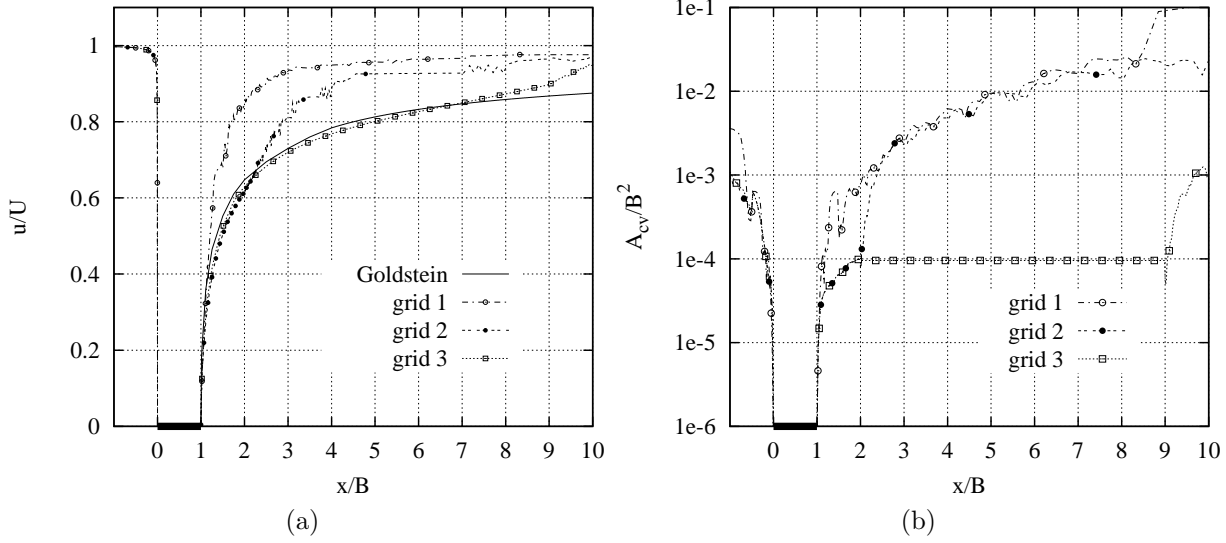 1
0.8
0.6
0.4
0.2
0
u/U
Goldstein
grid 1
grid 2
grid 3
0 1 2 3 4 5 6 7 8 9 10
x/B
(a)
1e-1
1e-2
1e-3
1e-4
1e-5
1e-6
A_cv/B^2
grid 1
grid 2
grid 3
0 1 2 3 4 5 6 7 8 9 10
x/B
(b)